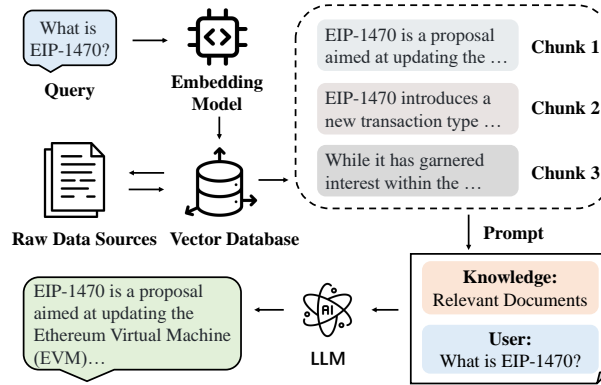 What is
EIP-1470?
Query
Embedding
Model
EIP-1470 is a proposal
aimed at updating the …
Chunk 1
EIP-1470 introduces a
new transaction type …
Chunk 2
While it has garnered
interest within the …
Chunk 3
Raw Data Sources
Vector Database
Prompt
Knowledge:
Relevant Documents
User:
What is EIP-1470?
AI
LLM
EIP-1470 is a proposal
aimed at updating the
Ethereum Virtual Machine
(EVM)…